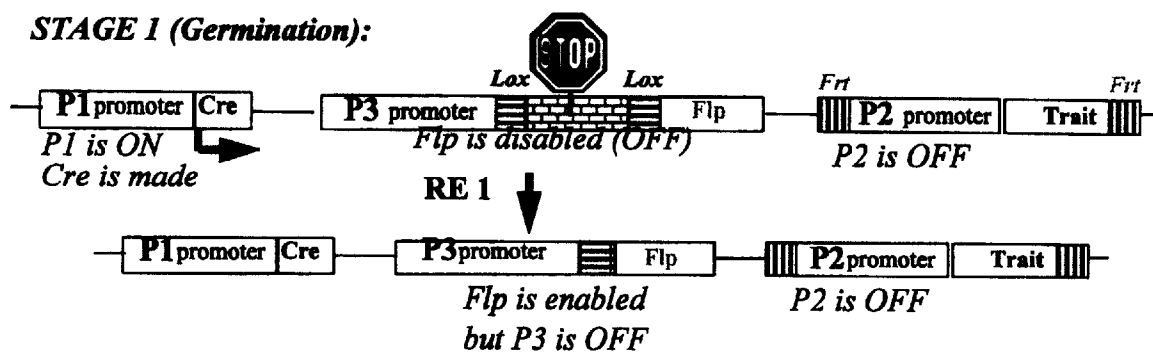 STAGE 1 (Germination):
STOP
Lox Lox Frt Frt
P1 promoter Cre P3 promoter Flp P2 promoter Trait
P1 is ON Flp is disabled (OFF) P2 is OFF
Cre is made
RE 1
P1 promoter Cre P3 promoter Flp P2 promoter Trait
Flp is enabled P2 is OFF
but P3 is OFF